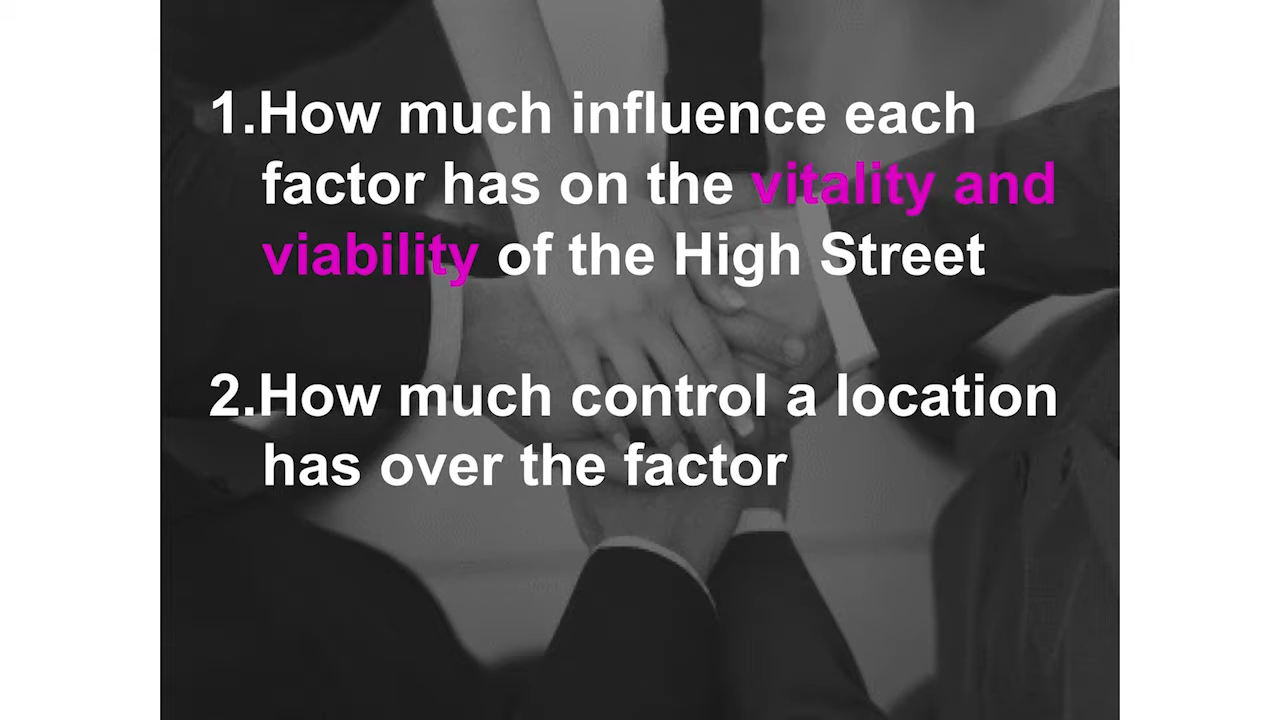 1.How much influence each
factor has on the vitality and
viability of the High Street
2.How much control a location
has over the factor